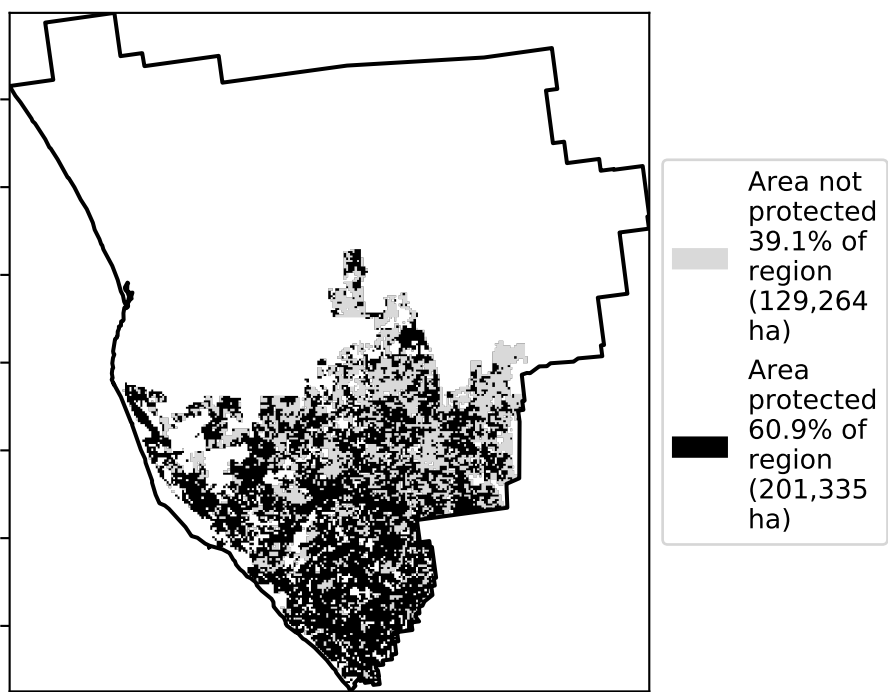 Area not
protected
39.1% of
region
(129,264
ha)
Area
protected
60.9% of
region
(201,335
ha)